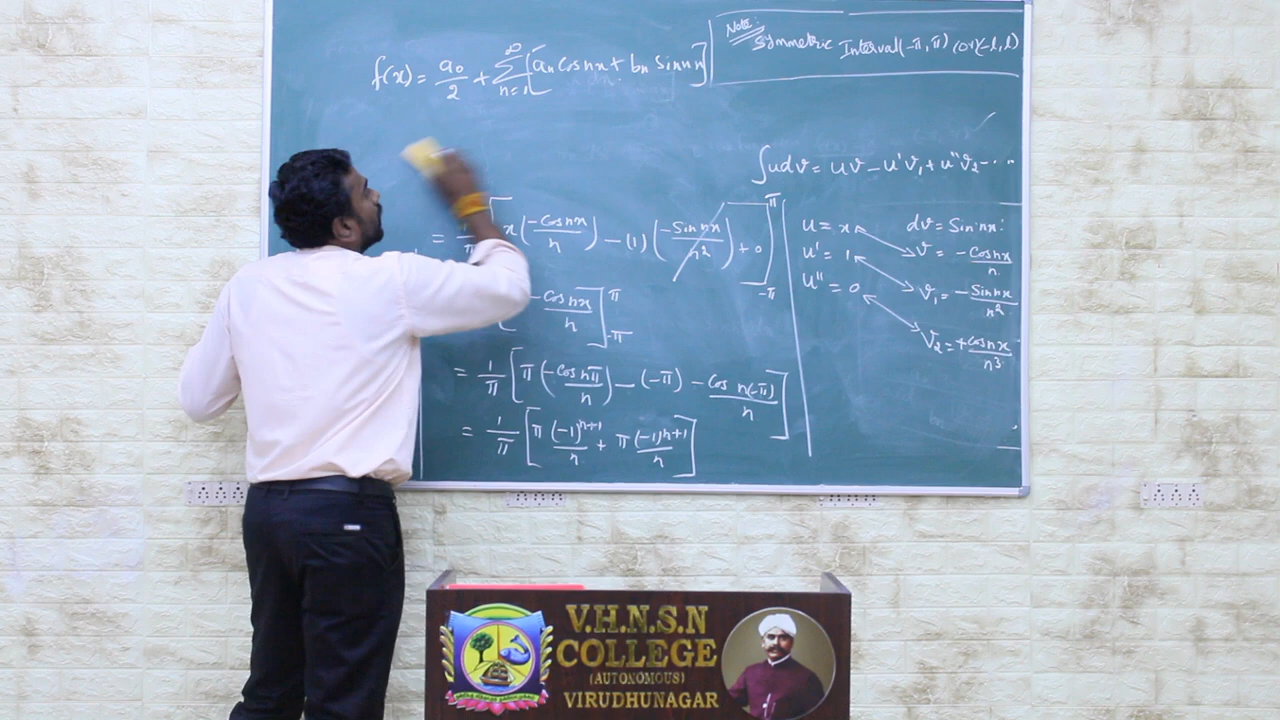 f(x) = a₀/2 + ∑ₙ₌₁^∞ [aₙ Cos nx + bₙ Sin nx]
Note:
Symmetric Interval (-π, π) (or) (-l, l)
∫udv = uv - u'v₁ + u''v₂ - ...
= 1/π [x (-Cos nx/n) - (1) (-Sin nx/n²) + 0]_-π^π
-Cos nx/n]_-π^π
= 1/π [π (-Cos nπ/n) - (-π) - Cos n(-π)/n]
= 1/π [π (-1)ⁿ⁺¹/n + π (-1)ⁿ⁺¹/n]
u = x dv = Sin nx
u' = 1 v = -Cos nx/n
u'' = 0 v₁ = -Sin nx/n²
v₂ = +Cos nx/n³
V.H.N.S.N
COLLEGE
(AUTONOMOUS)
VIRUDHUNAGAR